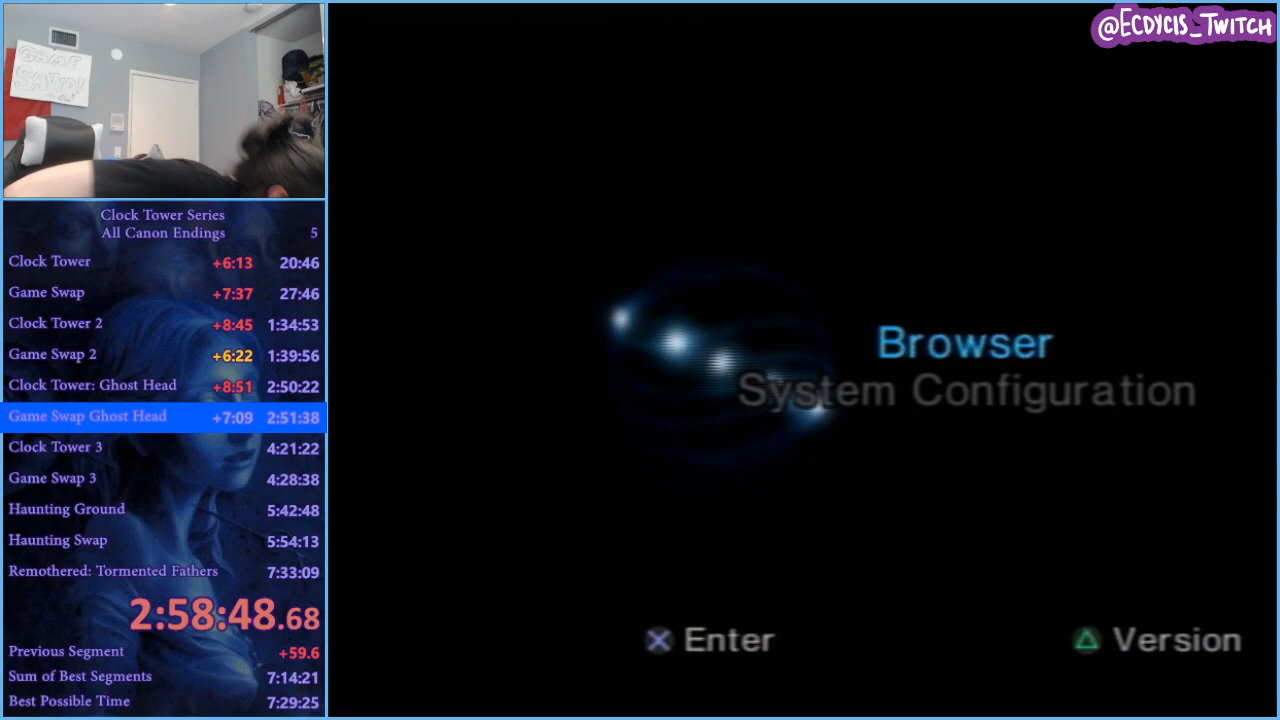 @Ecdycis_Twitch
GAME
SWAP!
Clock Tower Series
All Canon Endings 5
Clock Tower +6:13 20:46
Game Swap +7:37 27:46
Clock Tower 2 +8:45 1:34:53
Game Swap 2 +6:22 1:39:56
Clock Tower: Ghost Head +8:51 2:50:22
Game Swap Ghost Head +7:09 2:51:38
Clock Tower 3 4:21:22
Game Swap 3 4:28:38
Haunting Ground 5:42:48
Haunting Swap 5:54:13
Remothered: Tormented Fathers 7:33:09
2:58:48.68
Previous Segment +59.6
Sum of Best Segments 7:14:21
Best Possible Time 7:29:25
Browser
System Configuration
Enter
Version